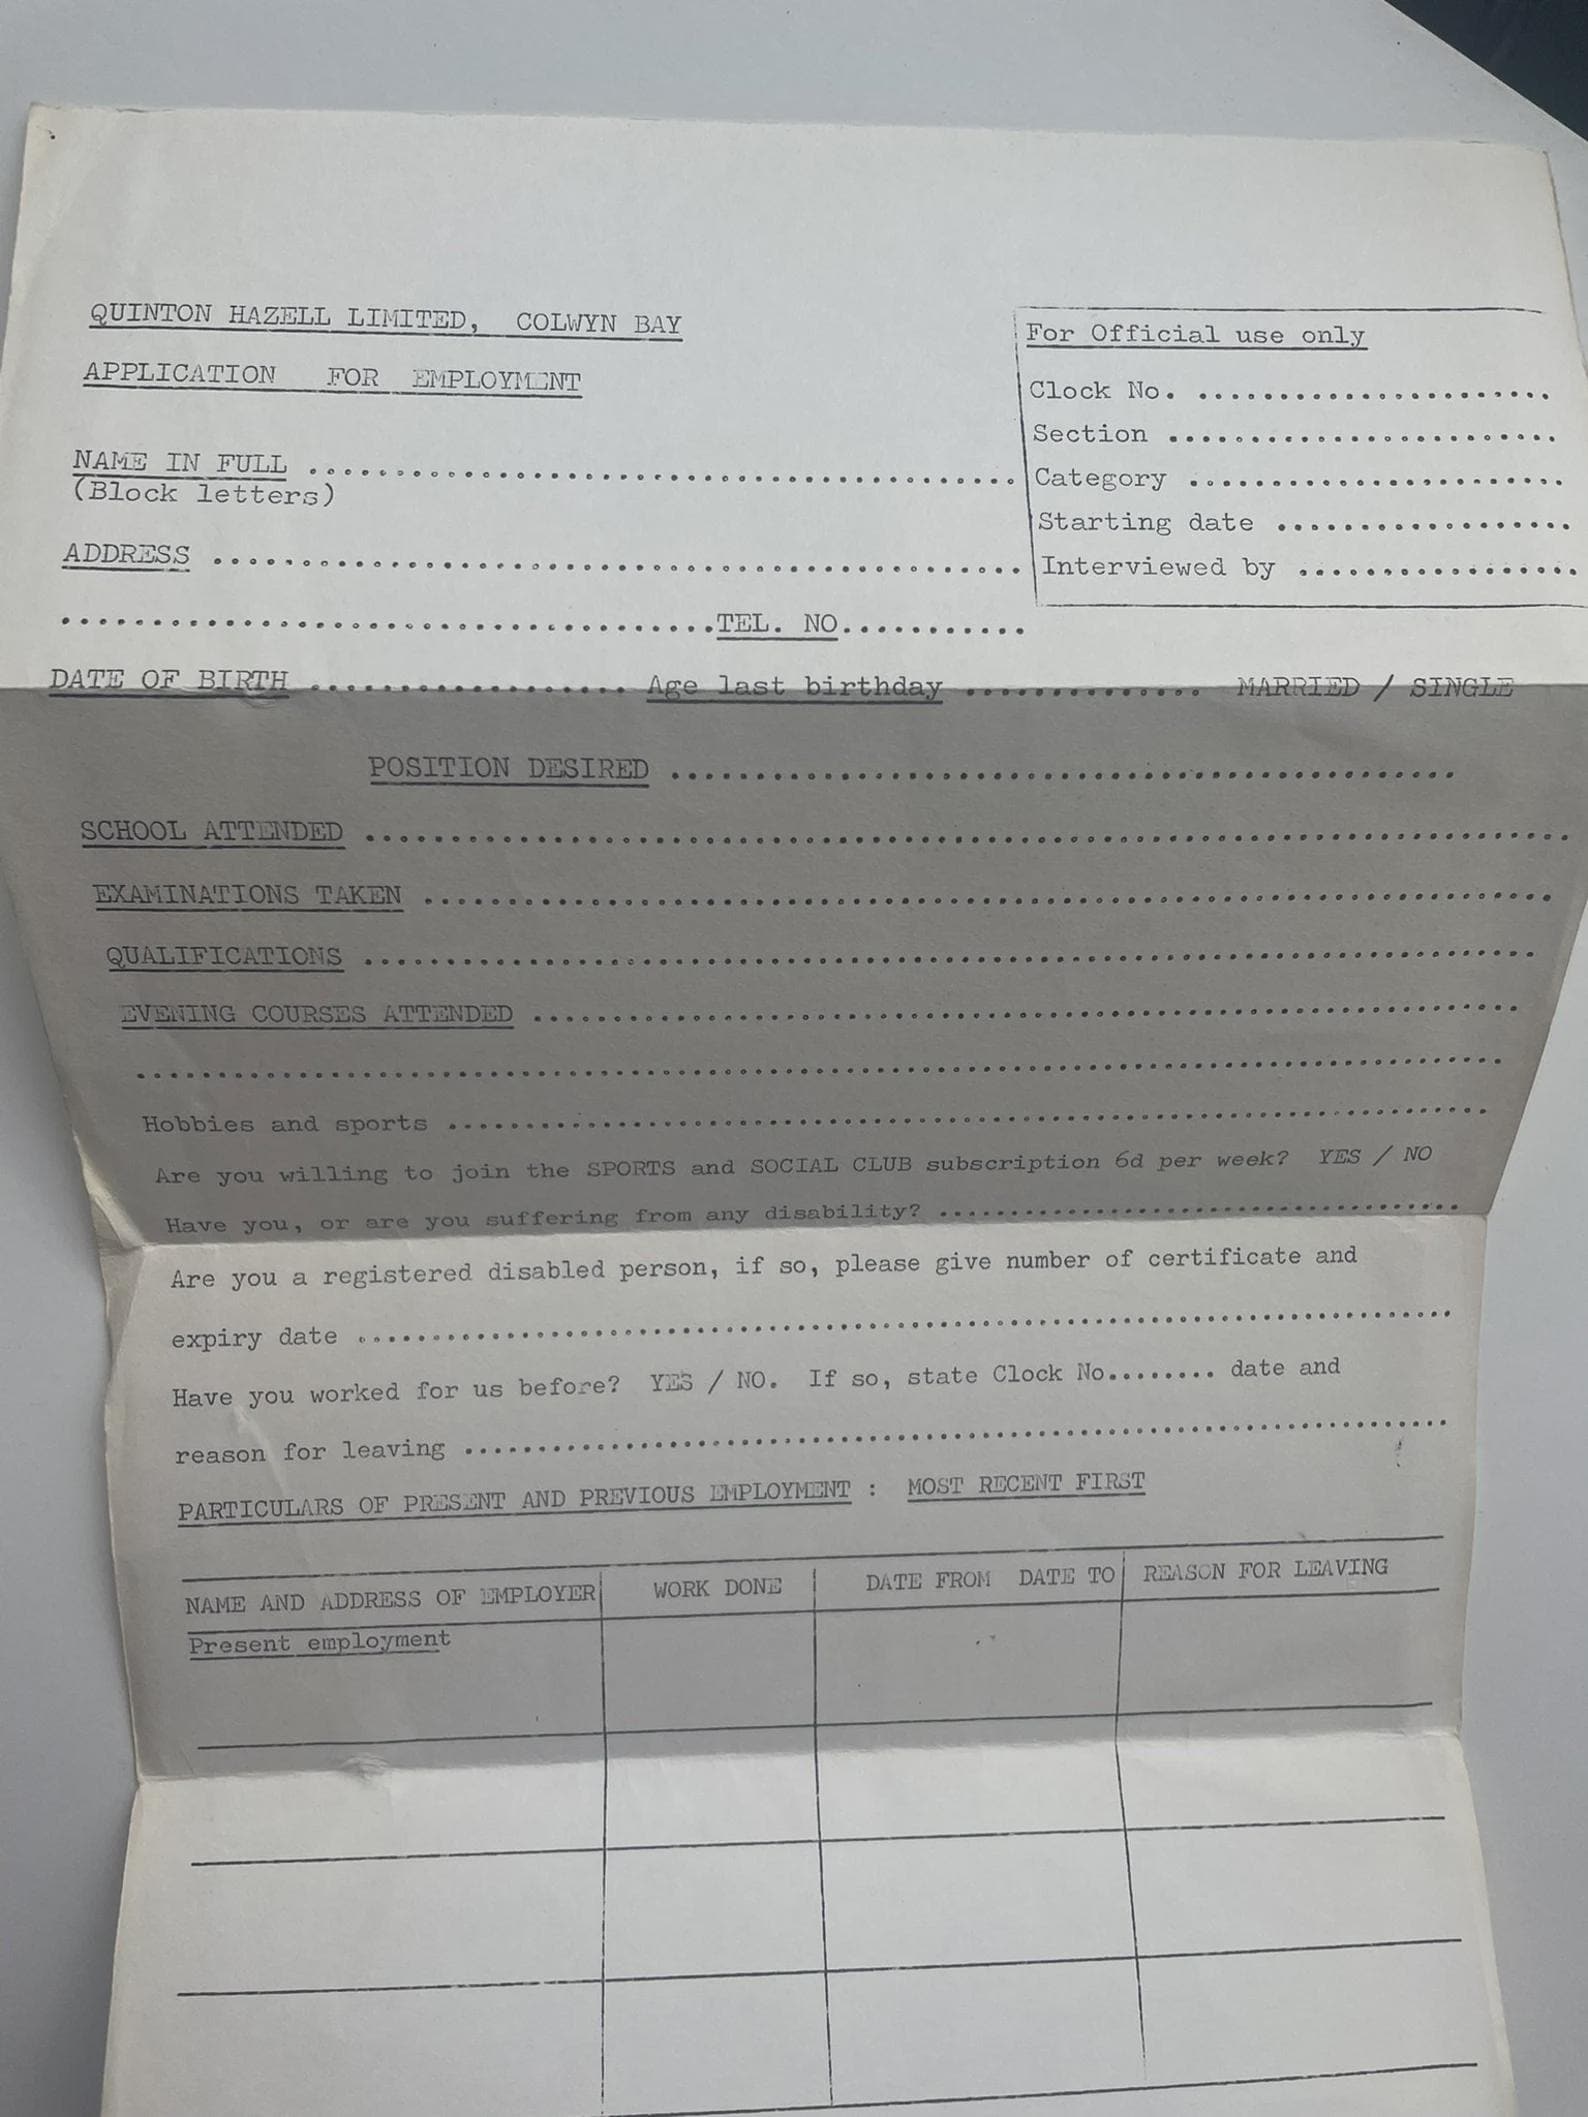 QUINTON HAZELL LIMITED, COLWYN BAY
APPLICATION FOR EMPLOYMENT
For Official use only
Clock No. ......................
Section ........................
Category .......................
Starting date ..................
Interviewed by .................
NAME IN FULL ..................................................
(Block letters)
ADDRESS ........................................................
.............................................TEL. NO...........
DATE OF BIRTH ................... Age last birthday .............. MARRIED / SINGLE
POSITION DESIRED ................................................
SCHOOL ATTENDED ..........................................................................
EXAMINATIONS TAKEN ......................................................................
QUALIFICATIONS ..........................................................................
EVENING COURSES ATTENDED ................................................................
..........................................................................................
Hobbies and sports ......................................................................
Are you willing to join the SPORTS and SOCIAL CLUB subscription 6d per week? YES / NO
Have you, or are you suffering from any disability? ...................................
Are you a registered disabled person, if so, please give number of certificate and
expiry date .............................................................................
Have you worked for us before? YES / NO. If so, state Clock No........ date and
reason for leaving ......................................................................
PARTICULARS OF PRESENT AND PREVIOUS EMPLOYMENT : MOST RECENT FIRST
NAME AND ADDRESS OF EMPLOYER WORK DONE DATE FROM DATE TO REASON FOR LEAVING
Present employment